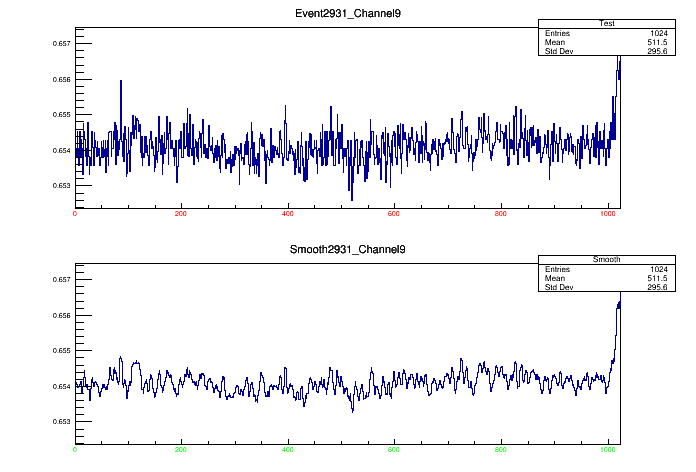 Event2931_Channel9
Test
Entries 1024
Mean 511.5
Std Dev 295.6
0.657
0.656
0.655
0.654
0.653
0 200 400 600 800 1000
Smooth2931_Channel9
Smooth
Entries 1024
Mean 511.5
Std Dev 295.6
0.657
0.656
0.655
0.654
0.653
0 200 400 600 800 1000